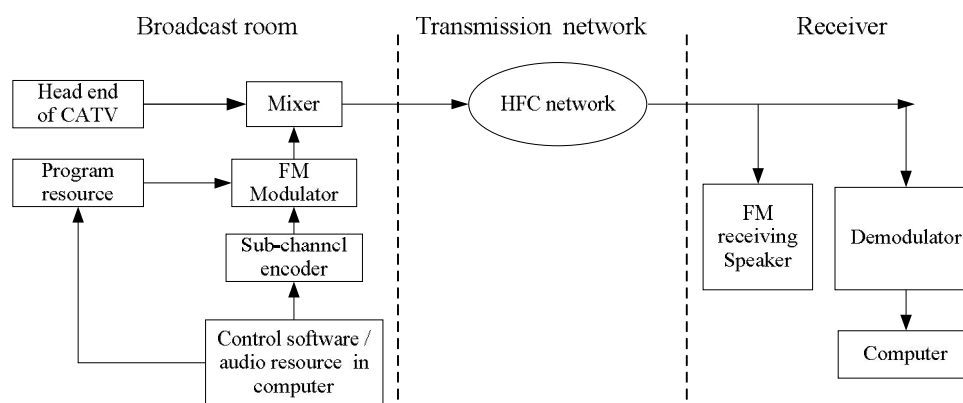 Broadcast room
Transmission network
Receiver
Head end
of CATV
Mixer
HFC network
Program
resource
FM
Modulator
FM
receiving
Speaker
Demodulator
Sub-channel
encoder
Control software /
audio resource in
computer
Computer